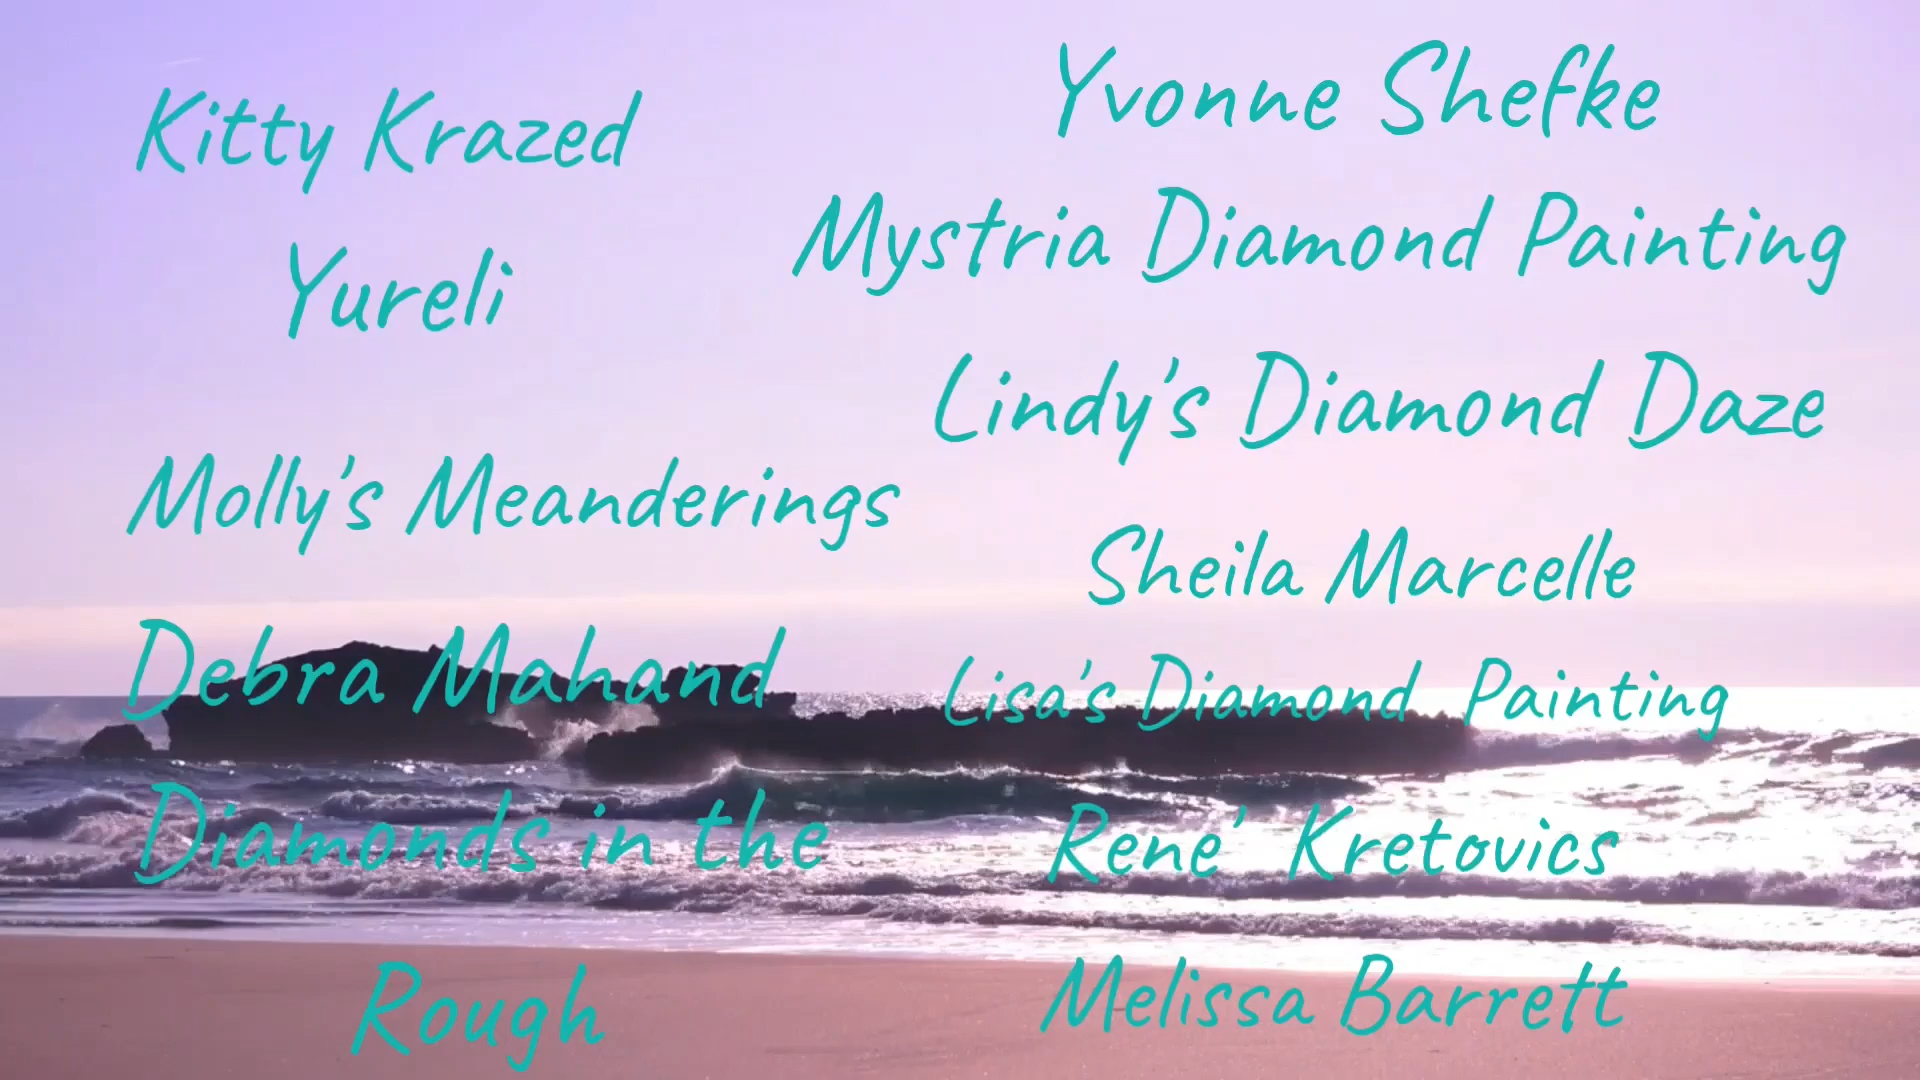 Kitty Krazed
Yureli
Molly's Meanderings
Debra Mahand
Diamonds in the
Rough
Yvonne Shefke
Mystria Diamond Painting
Lindy's Diamond Daze
Sheila Marcelle
Lisa's Diamond Painting
Rene' Kretovics
Melissa Barrett